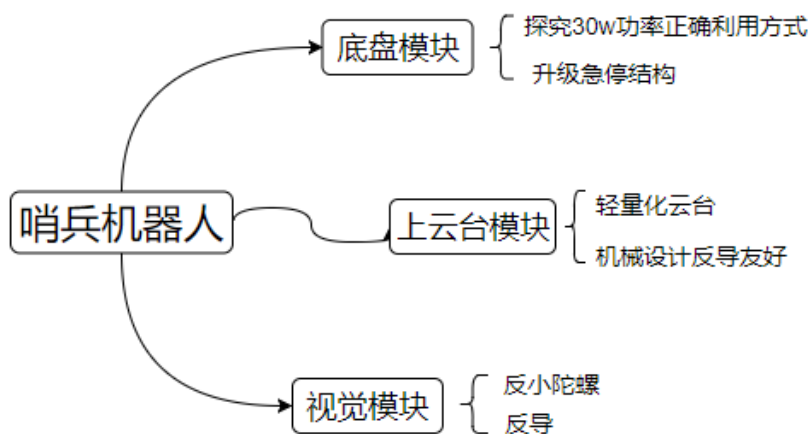 探究30w功率正确利用方式
底盘模块
升级急停结构
哨兵机器人
轻量化云台
上云台模块
机械设计反导友好
反小陀螺
视觉模块
反导